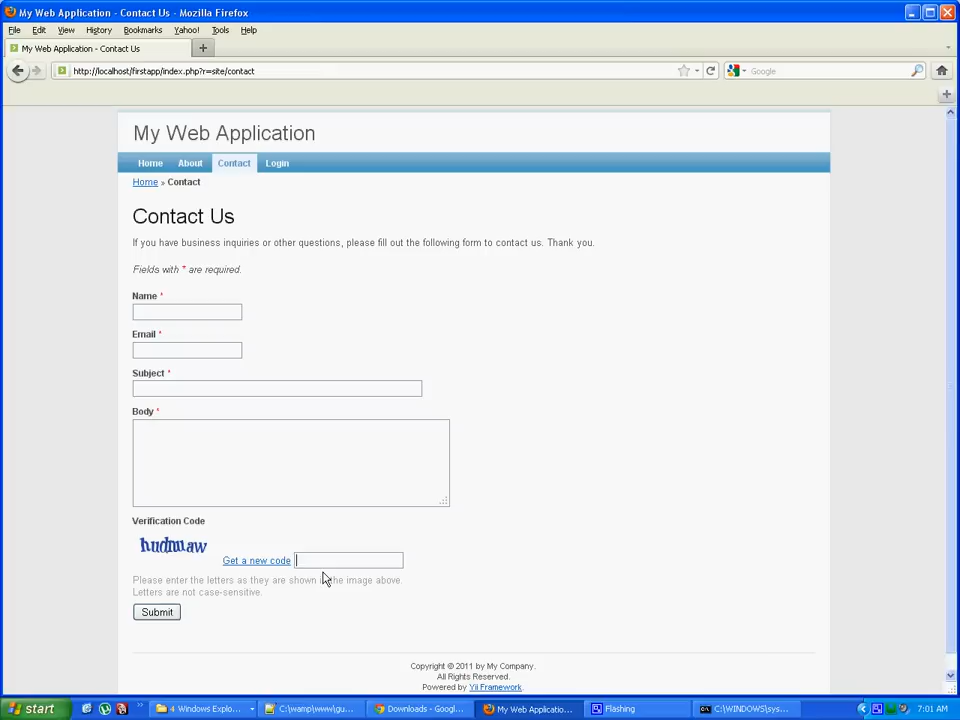 My Web Application - Contact Us - Mozilla Firefox
File Edit View History Bookmarks Yahoo! Tools Help
My Web Application - Contact Us
http://localhost/firstapp/index.php?r=site/contact
Google
My Web Application
Home About Contact Login
Home » Contact
Contact Us
If you have business inquiries or other questions, please fill out the following form to contact us. Thank you.
Fields with * are required.
Name *
Email *
Subject *
Body *
Verification Code
Get a new code
Please enter the letters as they are shown in the image above.
Letters are not case-sensitive.
Submit
Copyright © 2011 by My Company.
All Rights Reserved.
Powered by Yii Framework.
start 4 Windows Explo... C:\wamp\www\gu... Downloads - Googl... My Web Applicatio... Flashing C:\WINDOWS\sys... 7:01 AM